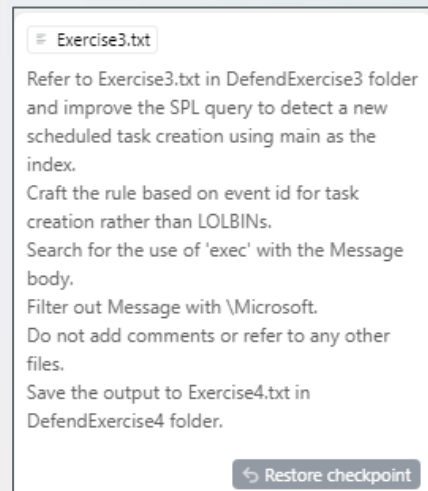 Exercise3.txt
Refer to Exercise3.txt in DefendExercise3 folder
and improve the SPL query to detect a new
scheduled task creation using main as the
index.
Craft the rule based on event id for task
creation rather than LOLBINs.
Search for the use of 'exec' with the Message
body.
Filter out Message with \Microsoft.
Do not add comments or refer to any other
files.
Save the output to Exercise4.txt in
DefendExercise4 folder.
Restore checkpoint